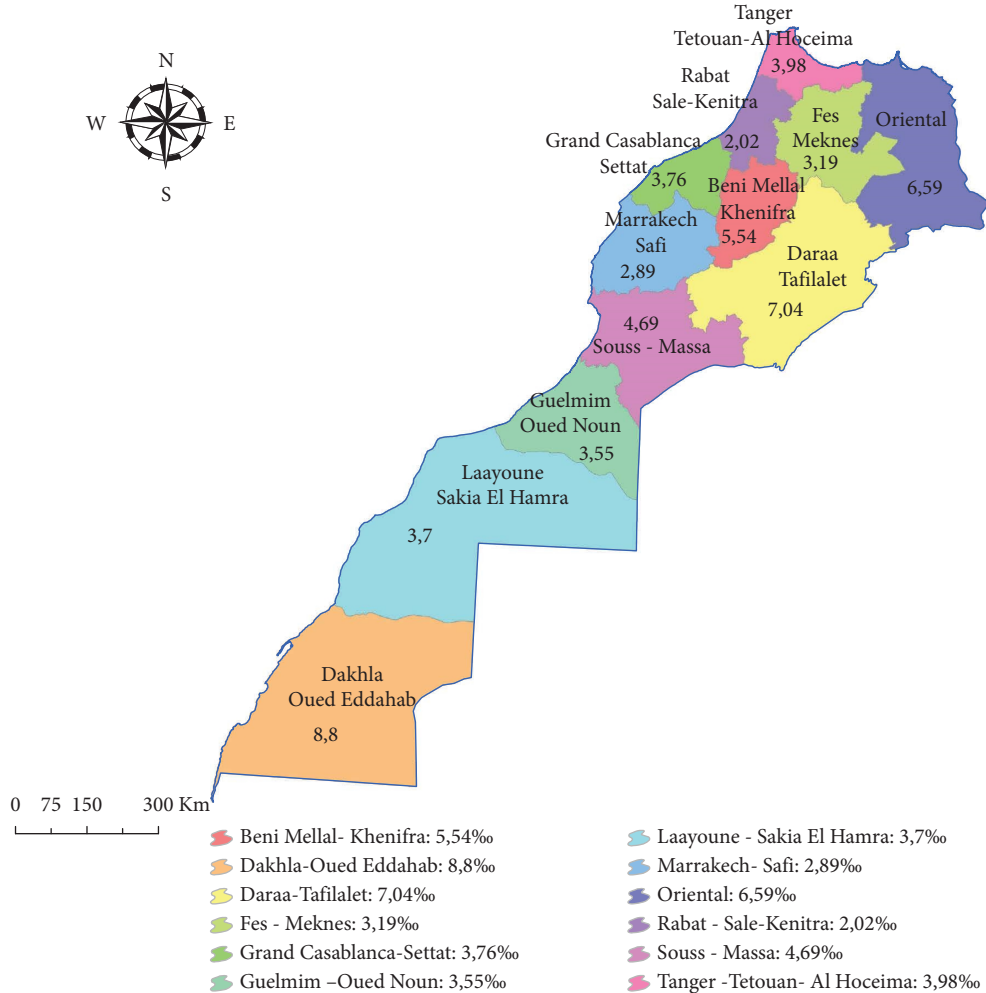 Tanger
Tetouan-Al Hoceima
3,98
Rabat
Sale-Kenitra
2,02
Fes
Meknes
3,19
Oriental
6,59
Grand Casablanca
Settat
3,76
Beni Mellal
Khenifra
5,54
Marrakech
Safi
2,89
Daraa
Tafilalet
7,04
4,69
Souss - Massa
Guelmim
Oued Noun
3,55
Laayoune
Sakia El Hamra
3,7
Dakhla
Oued Eddahab
8,8
N
W E
S
0 75 150 300 Km
Beni Mellal- Khenifra: 5,54‰
Dakhla-Oued Eddahab: 8,8‰
Daraa-Tafilalet: 7,04‰
Fes - Meknes: 3,19‰
Grand Casablanca-Settat: 3,76‰
Guelmim –Oued Noun: 3,55‰
Laayoune - Sakia El Hamra: 3,7‰
Marrakech- Safi: 2,89‰
Oriental: 6,59‰
Rabat - Sale-Kenitra: 2,02‰
Souss - Massa: 4,69‰
Tanger -Tetouan- Al Hoceima: 3,98‰